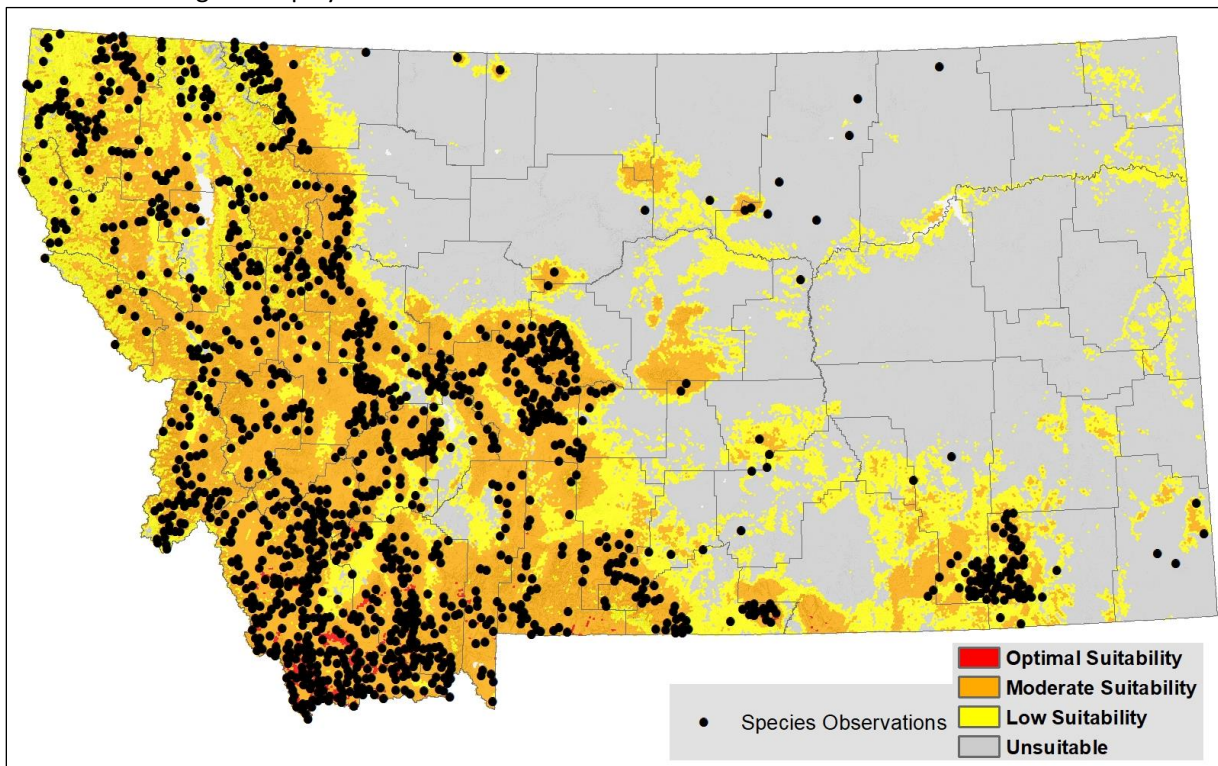 Optimal Suitability
Moderate Suitability
Species Observations
Low Suitability
Unsuitable